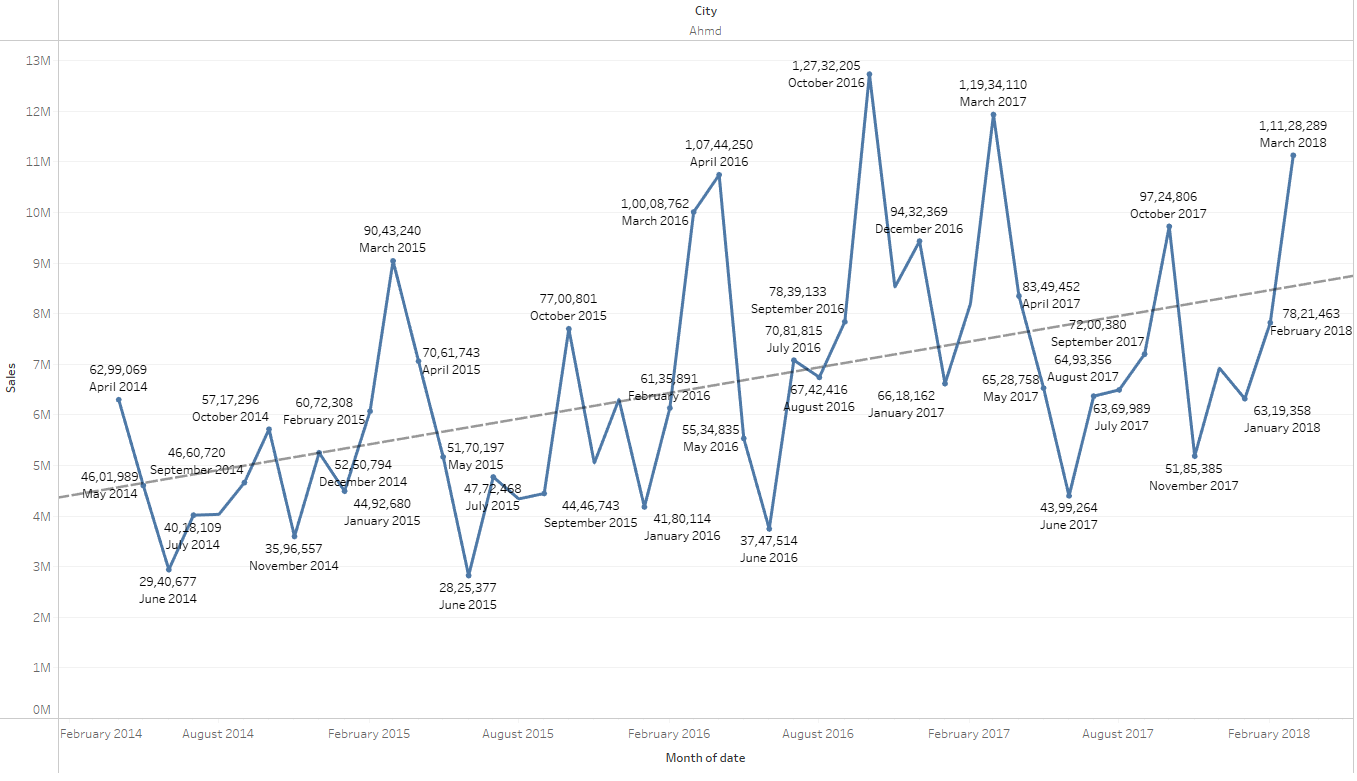 City
Ahmd
13M
12M
11M
10M
9M
8M
7M
6M
5M
4M
3M
2M
1M
0M
Sales
62,99,069
April 2014
46,01,989
May 2014
29,40,677
June 2014
40,18,109
July 2014
46,60,720
September 2014
57,17,296
October 2014
35,96,557
November 2014
52,50,794
December 2014
44,92,680
January 2015
60,72,308
February 2015
90,43,240
March 2015
70,61,743
April 2015
51,70,197
May 2015
28,25,377
June 2015
47,72,468
July 2015
44,46,743
September 2015
77,00,801
October 2015
41,80,114
January 2016
61,35,891
February 2016
1,00,08,762
March 2016
1,07,44,250
April 2016
55,34,835
May 2016
37,47,514
June 2016
70,81,815
July 2016
67,42,416
August 2016
78,39,133
September 2016
1,27,32,205
October 2016
94,32,369
December 2016
66,18,162
January 2017
1,19,34,110
March 2017
83,49,452
April 2017
65,28,758
May 2017
43,99,264
June 2017
63,69,989
July 2017
64,93,356
August 2017
72,00,380
September 2017
97,24,806
October 2017
51,85,385
November 2017
63,19,358
January 2018
78,21,463
February 2018
1,11,28,289
March 2018
February 2014
August 2014
February 2015
August 2015
February 2016
August 2016
February 2017
August 2017
February 2018
Month of date